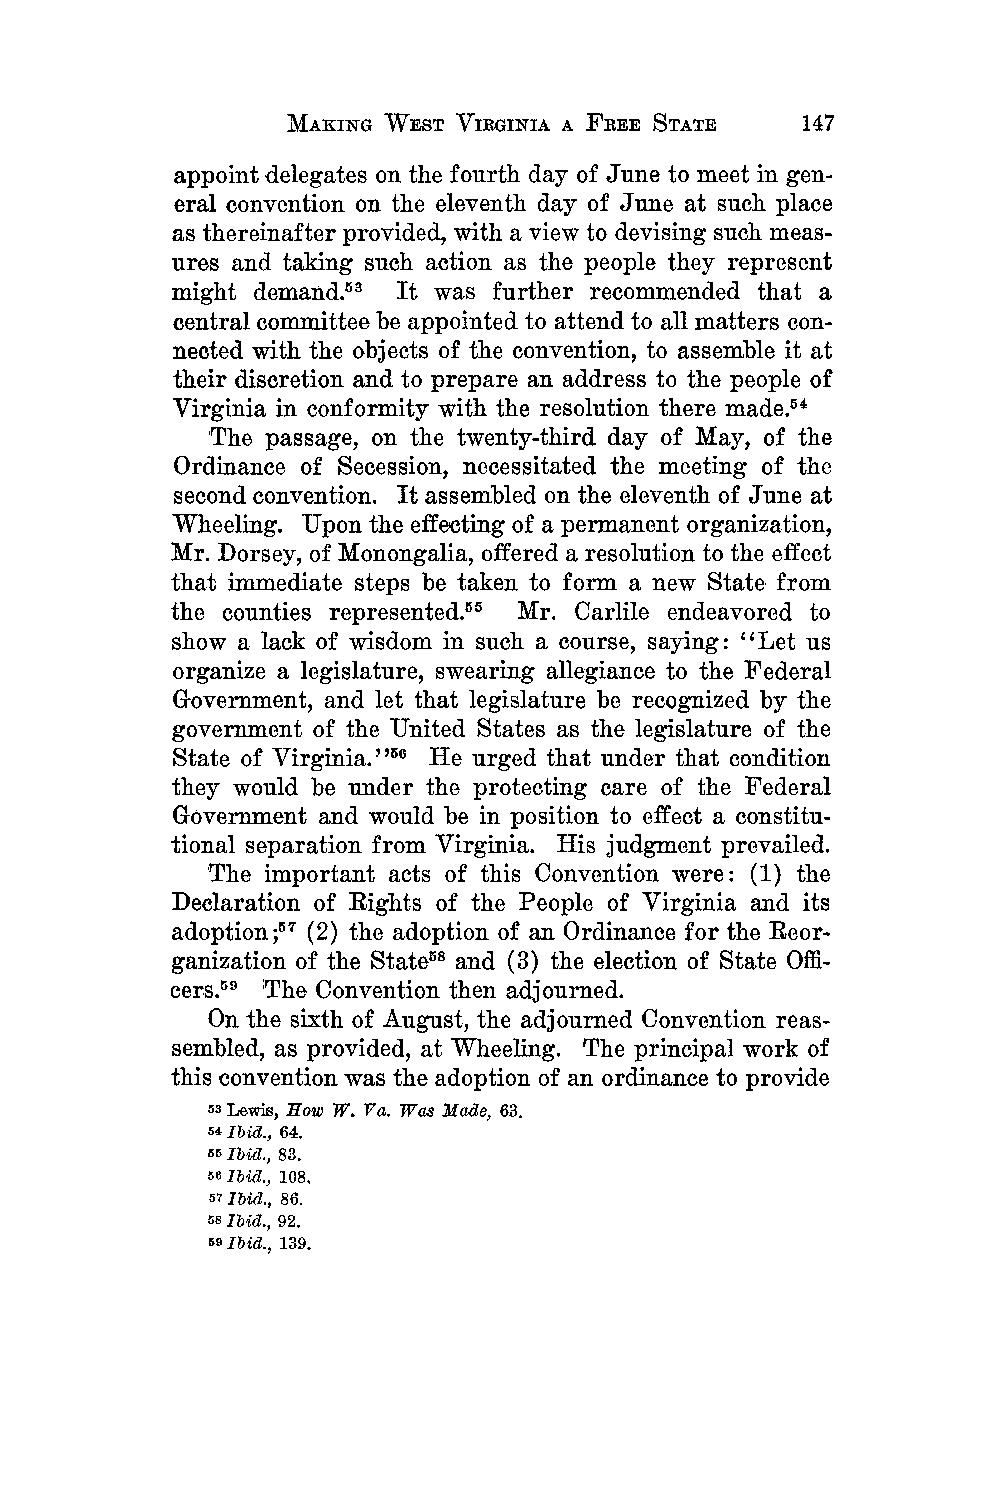 MAKING WEST VIRGINIA A FREE STATE 147
appoint delegates on the fourth day of June to meet in gen-
eral convention on the eleventh day of June at such place
as thereinafter provided, with a view to devising such meas-
ures and taking such action as the people they represent
might demand.⁵³ It was further recommended that a
central committee be appointed to attend to all matters con-
nected with the objects of the convention, to assemble it at
their discretion and to prepare an address to the people of
Virginia in conformity with the resolution there made.⁵⁴
The passage, on the twenty-third day of May, of the
Ordinance of Secession, necessitated the meeting of the
second convention. It assembled on the eleventh of June at
Wheeling. Upon the effecting of a permanent organization,
Mr. Dorsey, of Monongalia, offered a resolution to the effect
that immediate steps be taken to form a new State from
the counties represented.⁵⁵ Mr. Carlile endeavored to
show a lack of wisdom in such a course, saying: "Let us
organize a legislature, swearing allegiance to the Federal
Government, and let that legislature be recognized by the
government of the United States as the legislature of the
State of Virginia."⁵⁶ He urged that under that condition
they would be under the protecting care of the Federal
Government and would be in position to effect a constitu-
tional separation from Virginia. His judgment prevailed.
The important acts of this Convention were: (1) the
Declaration of Rights of the People of Virginia and its
adoption;⁵⁷ (2) the adoption of an Ordinance for the Reor-
ganization of the State⁵⁸ and (3) the election of State Offi-
cers.⁵⁹ The Convention then adjourned.
On the sixth of August, the adjourned Convention reas-
sembled, as provided, at Wheeling. The principal work of
this convention was the adoption of an ordinance to provide
⁵³ Lewis, How W. Va. Was Made, 63.
⁵⁴ Ibid., 64.
⁵⁵ Ibid., 83.
⁵⁶ Ibid., 108.
⁵⁷ Ibid., 86.
⁵⁸ Ibid., 92.
⁵⁹ Ibid., 139.